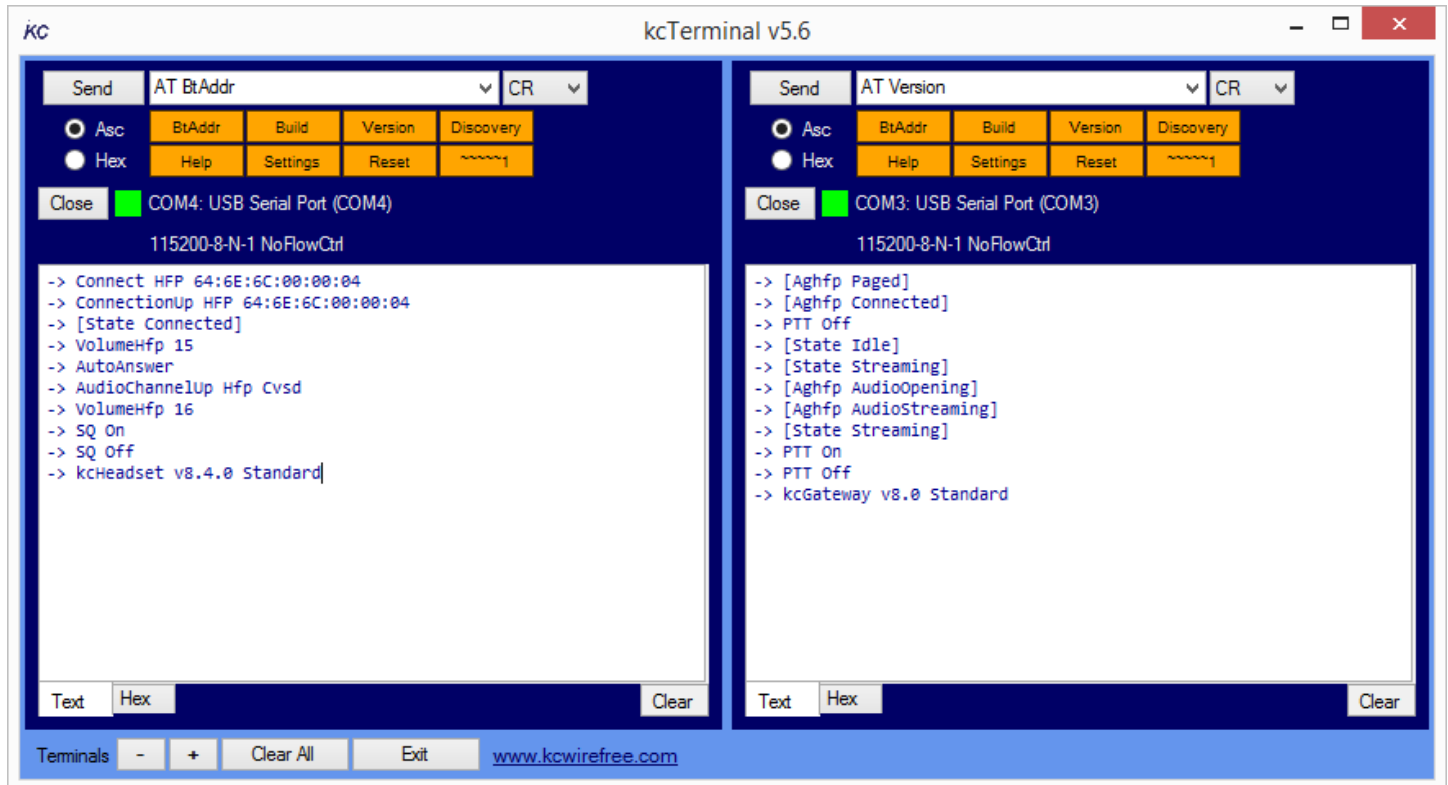 KC
kcTerminal v5.6
Send AT BtAddr CR
Asc BtAddr Build Version Discovery
Hex Help Settings Reset ~~~~~1
Close COM4: USB Serial Port (COM4)
115200-8-N-1 NoFlowCtrl
-> Connect HFP 64:6E:6C:00:00:04
-> ConnectionUp HFP 64:6E:6C:00:00:04
-> [State Connected]
-> VolumeHfp 15
-> AutoAnswer
-> AudioChannelUp Hfp Cvsd
-> VolumeHfp 16
-> SQ On
-> SQ Off
-> kcHeadset v8.4.0 Standard
Text Hex Clear
Send AT Version CR
Asc BtAddr Build Version Discovery
Hex Help Settings Reset ~~~~~1
Close COM3: USB Serial Port (COM3)
115200-8-N-1 NoFlowCtrl
-> [Aghfp Paged]
-> [Aghfp Connected]
-> PTT Off
-> [State Idle]
-> [State Streaming]
-> [Aghfp AudioOpening]
-> [Aghfp AudioStreaming]
-> [State Streaming]
-> PTT On
-> PTT Off
-> kcGateway v8.0 Standard
Text Hex Clear
Terminals - + Clear All Exit www.kcwirefree.com